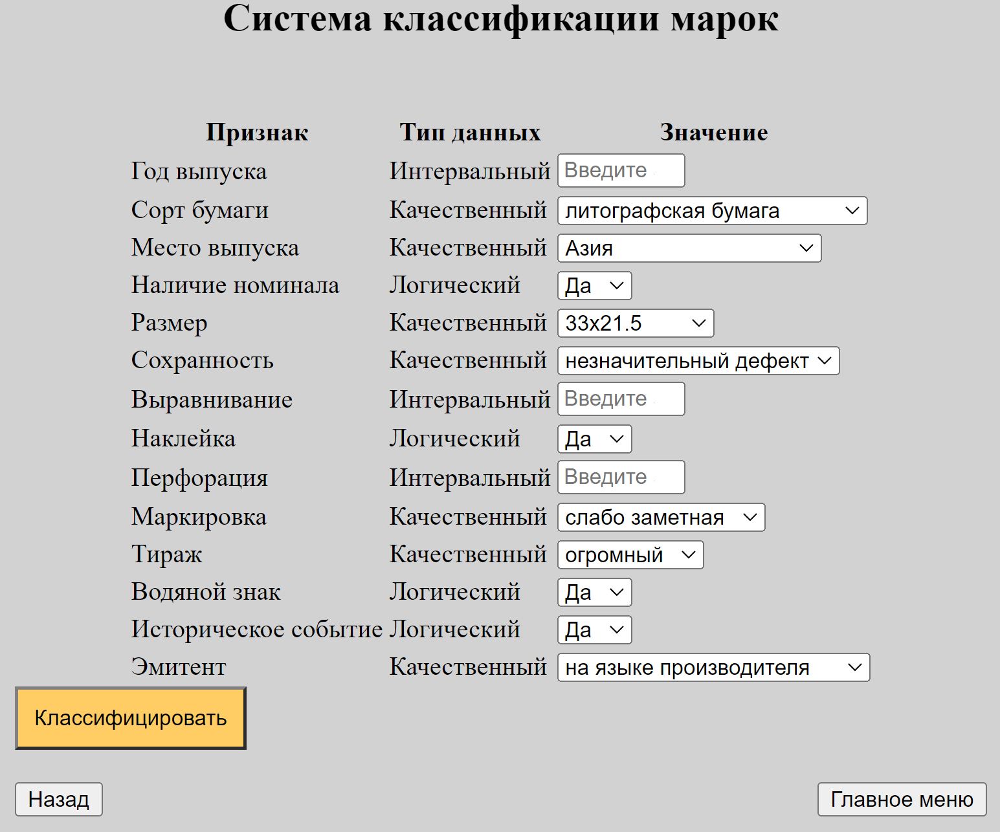 Система классификации марок
Признак Тип данных Значение
Год выпуска Интервальный Введите
Сорт бумаги Качественный литографская бумага
Место выпуска Качественный Азия
Наличие номинала Логический Да
Размер Качественный 33x21.5
Сохранность Качественный незначительный дефект
Выравнивание Интервальный Введите
Наклейка Логический Да
Перфорация Интервальный Введите
Маркировка Качественный слабо заметная
Тираж Качественный огромный
Водяной знак Логический Да
Историческое событие Логический Да
Эмитент Качественный на языке производителя
Классифицировать
Назад Главное меню